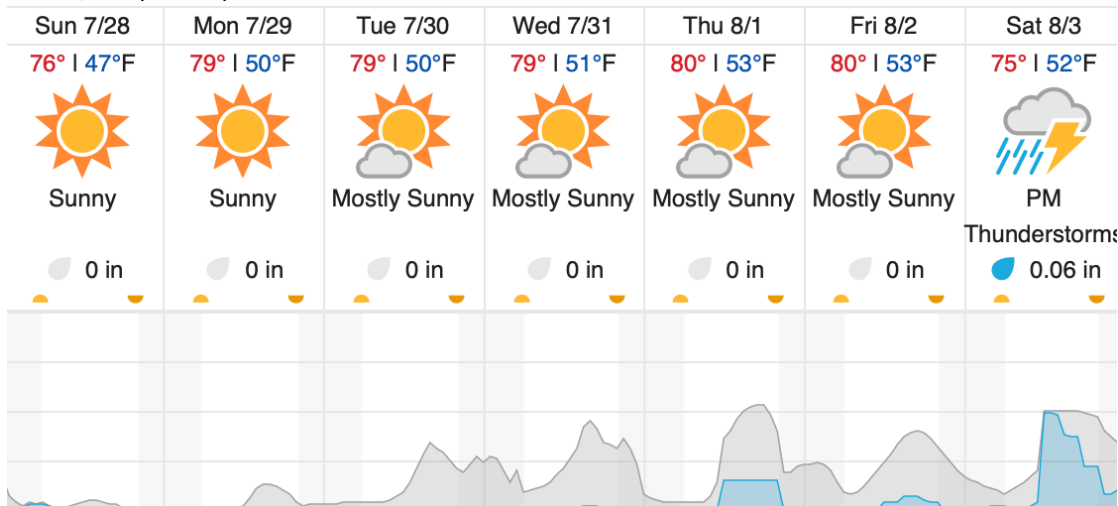 Sun 7/28 Mon 7/29 Tue 7/30 Wed 7/31 Thu 8/1 Fri 8/2 Sat 8/3
76° | 47°F 79° | 50°F 79° | 50°F 79° | 51°F 80° | 53°F 80° | 53°F 75° | 52°F
Sunny Sunny Mostly Sunny Mostly Sunny Mostly Sunny Mostly Sunny PM
Thunderstorms
0 in 0 in 0 in 0 in 0 in 0 in 0.06 in